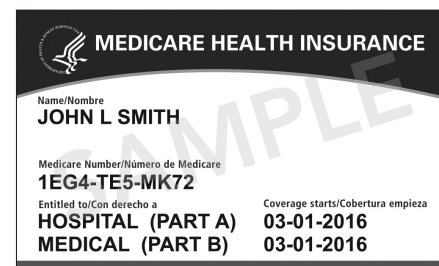 MEDICARE HEALTH INSURANCE
SAMPLE
Name/Nombre
JOHN L SMITH
Medicare Number/Número de Medicare
1EG4-TE5-MK72
Entitled to/Con derecho a Coverage starts/Cobertura empieza
HOSPITAL (PART A) 03-01-2016
MEDICAL (PART B) 03-01-2016